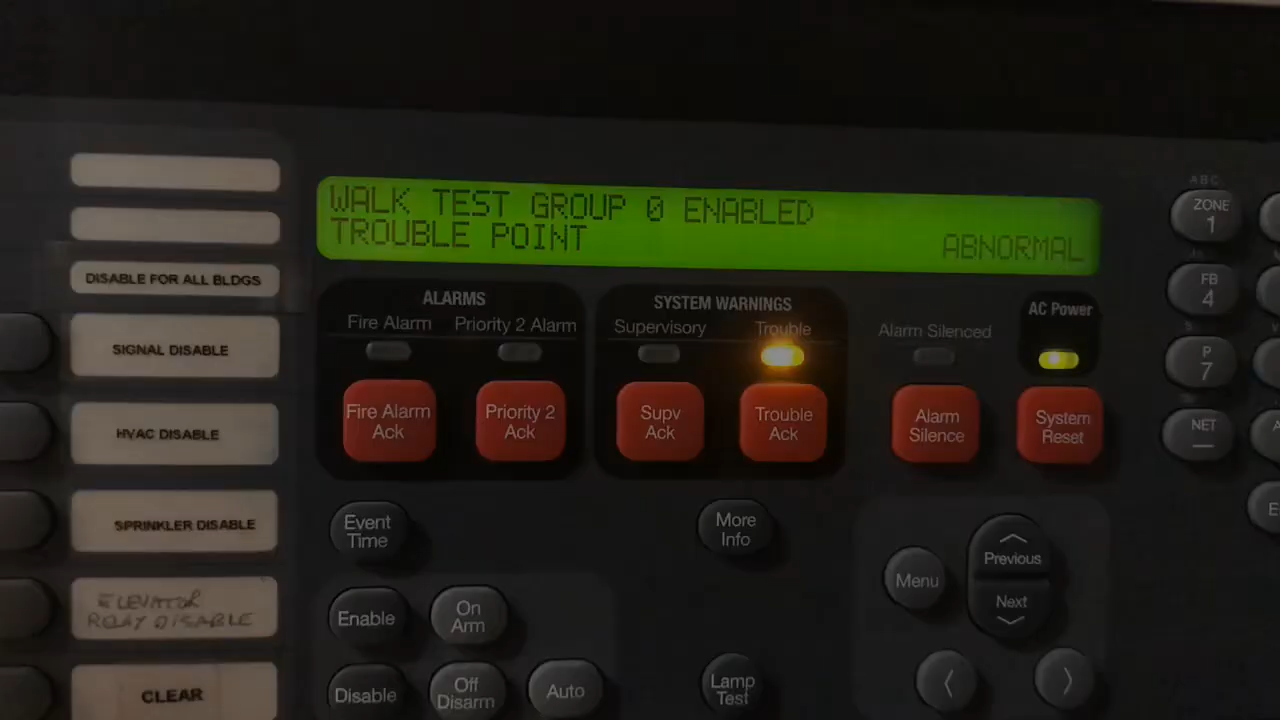 WALK TEST GROUP 0 ENABLED
TROUBLE POINT ABNORMAL
DISABLE FOR ALL BLDGS
SIGNAL DISABLE
HVAC DISABLE
SPRINKLER DISABLE
ELEVATOR
RELAY DISABLE
CLEAR
ALARMS
Fire Alarm Priority 2 Alarm
SYSTEM WARNINGS
Supervisory Trouble
Alarm Silenced
AC Power
Fire Alarm
Ack
Priority 2
Ack
Supv
Ack
Trouble
Ack
Alarm
Silence
System
Reset
Event
Time
More
Info
Enable
On
Arm
Disable
Off
Disarm
Auto
Lamp
Test
Menu
Previous
Next
ABC
ZONE
1
FB
4
P
7
NET